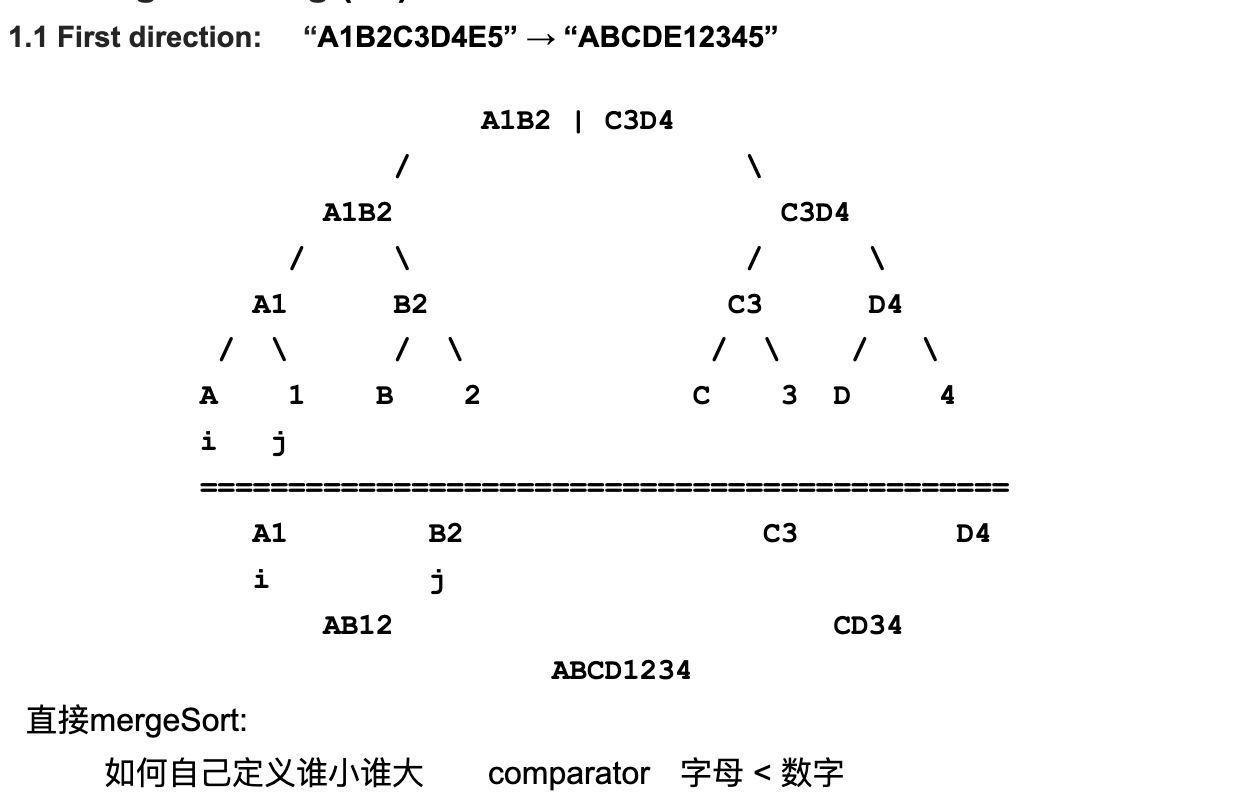 1.1 First direction: “A1B2C3D4E5” → “ABCDE12345”
A1B2 | C3D4
/ \
A1B2 C3D4
/ \ / \
A1 B2 C3 D4
/ \ / \ / \ / \
A 1 B 2 C 3 D 4
i j
==============================================
A1 B2 C3 D4
i j
AB12 CD34
ABCD1234
直接mergeSort:
如何自己定义谁小谁大 comparator 字母 < 数字